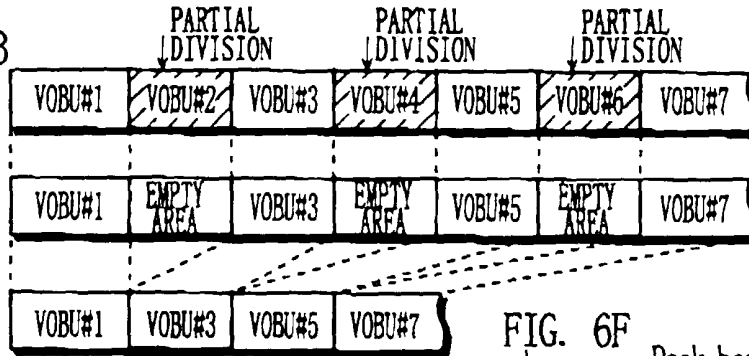 PARTIAL DIVISION PARTIAL DIVISION PARTIAL DIVISION
VOBU#1 VOBU#2 VOBU#3 VOBU#4 VOBU#5 VOBU#6 VOBU#7
VOBU#1 EMPTY AREA VOBU#3 EMPTY AREA VOBU#5 EMPTY AREA VOBU#7
VOBU#1 VOBU#3 VOBU#5 VOBU#7
FIG. 6F